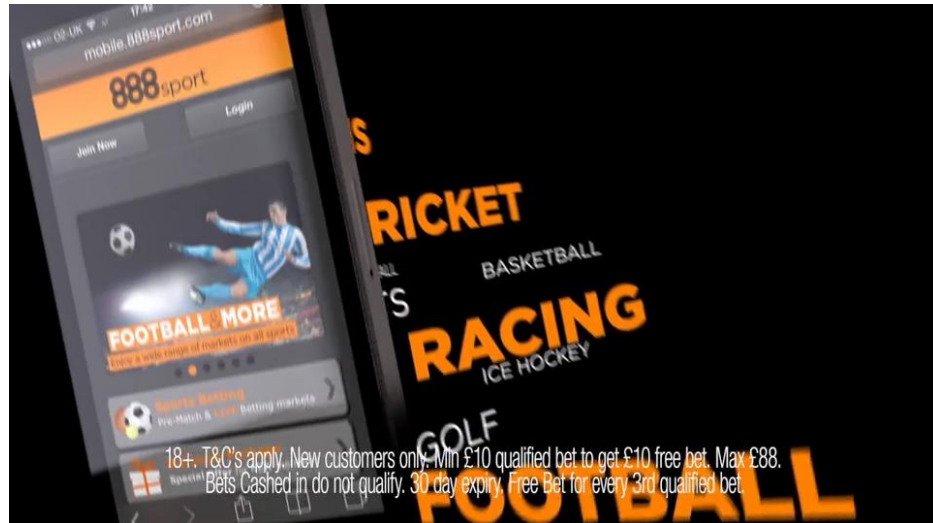 O2-UK 17:42
mobile.888sport.com
888sport
Join Now
Login
FOOTBALL & MORE
Enjoy a wide range of markets on all sports
Sports Betting
Pre-Match & Live Betting markets
RICKET
BASKETBALL
RACING
ICE HOCKEY
GOLF
FOOTBALL
18+. T&C's apply. New customers only. Min £10 qualified bet to get £10 free bet. Max £88.
Bets Cashed in do not qualify. 30 day expiry. Free Bet for every 3rd qualified bet.